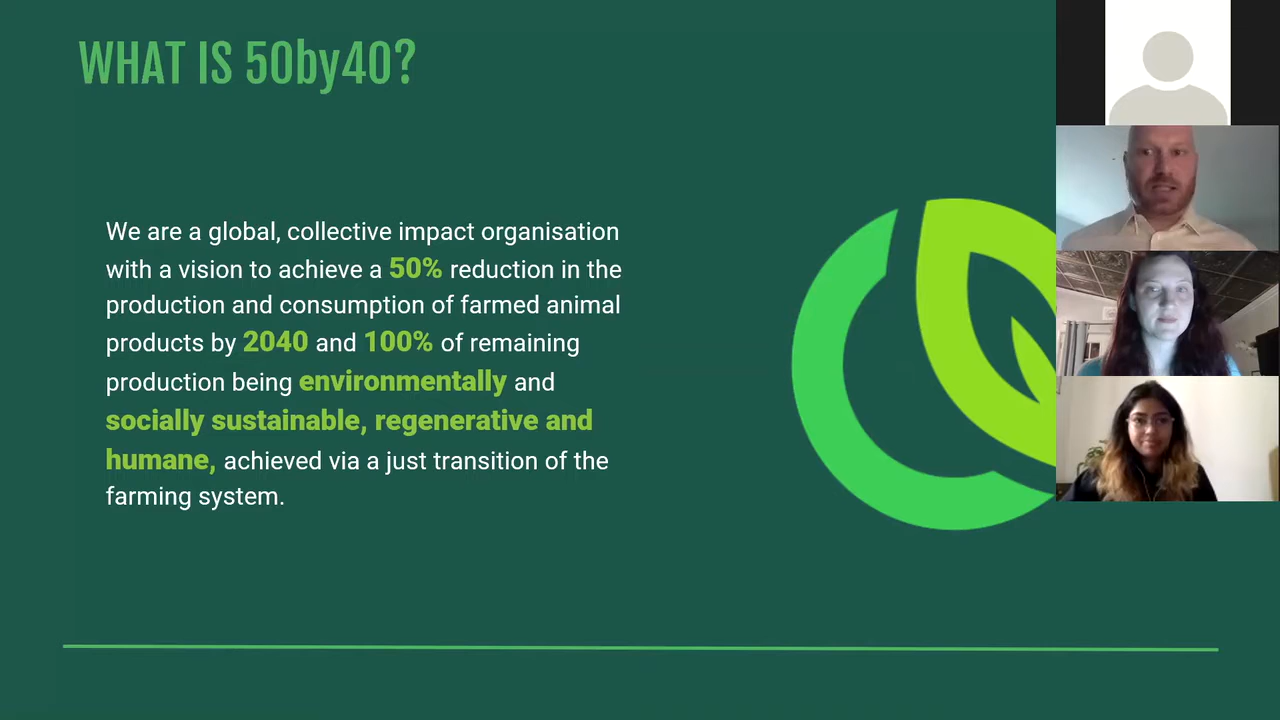 WHAT IS 50by40?
We are a global, collective impact organisation
with a vision to achieve a 50% reduction in the
production and consumption of farmed animal
products by 2040 and 100% of remaining
production being environmentally and
socially sustainable, regenerative and
humane, achieved via a just transition of the
farming system.